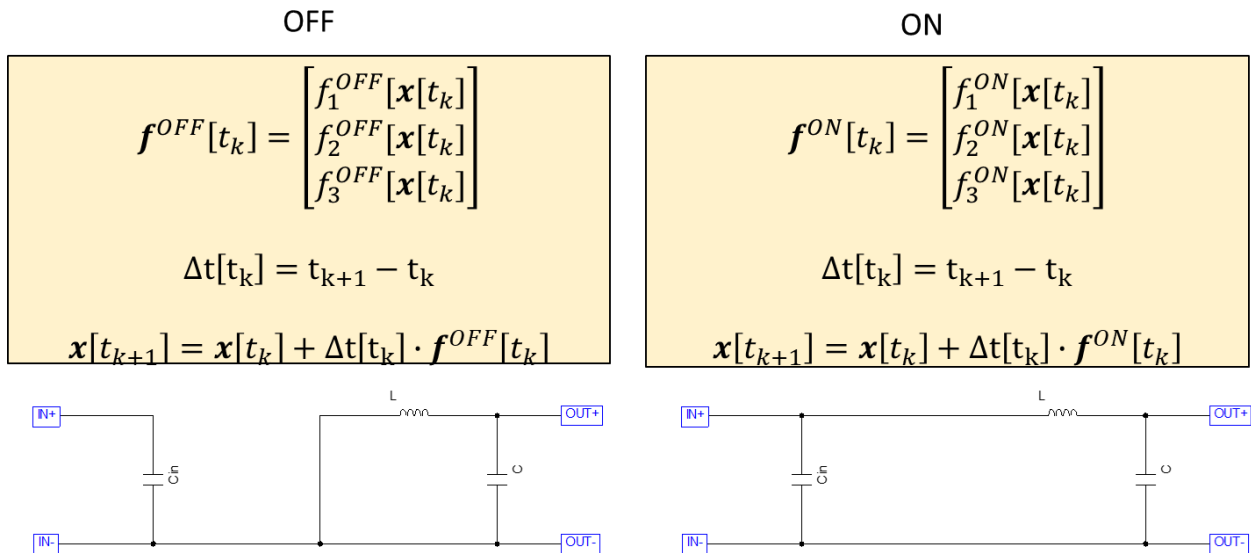 OFF
f^{OFF}[t_k] = [f_1^{OFF}[x[t_k]
f_2^{OFF}[x[t_k]
f_3^{OFF}[x[t_k]]
Δt[t_k] = t_{k+1} − t_k
x[t_{k+1}] = x[t_k] + Δt[t_k] · f^{OFF}[t_k]
L
IN+
OUT+
Cin
C
IN-
OUT-
ON
f^{ON}[t_k] = [f_1^{ON}[x[t_k]
f_2^{ON}[x[t_k]
f_3^{ON}[x[t_k]]
Δt[t_k] = t_{k+1} − t_k
x[t_{k+1}] = x[t_k] + Δt[t_k] · f^{ON}[t_k]
L
IN+
OUT+
Cin
C
IN-
OUT-